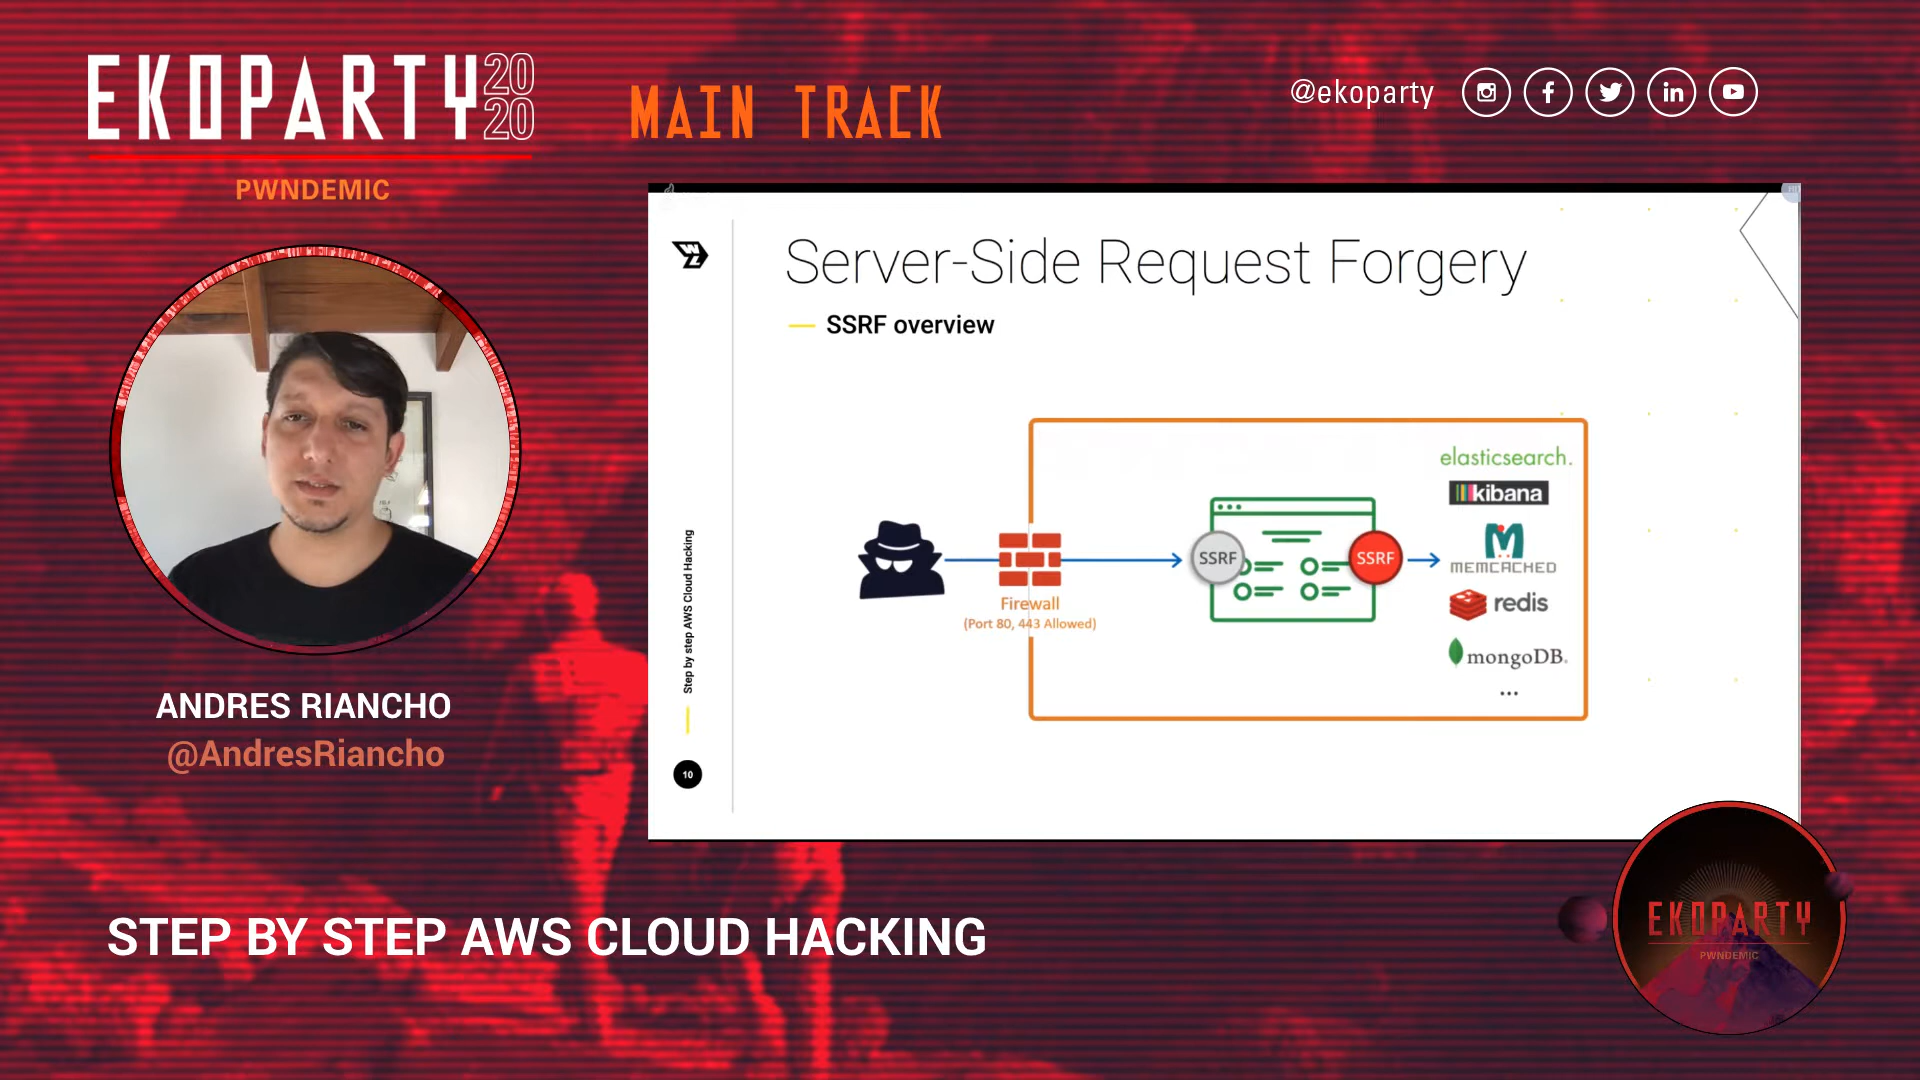 EKOPARTY 2020
PWNDEMIC
MAIN TRACK
@ekoparty
ANDRES RIANCHO
@AndresRiancho
Step by step AWS Cloud Hacking
10
Server-Side Request Forgery
SSRF overview
Firewall
(Port 80, 443 Allowed)
SSRF
SSRF
elasticsearch.
kibana
MEMCACHED
redis
mongoDB.
...
STEP BY STEP AWS CLOUD HACKING
EKOPARTY
PWNDEMIC